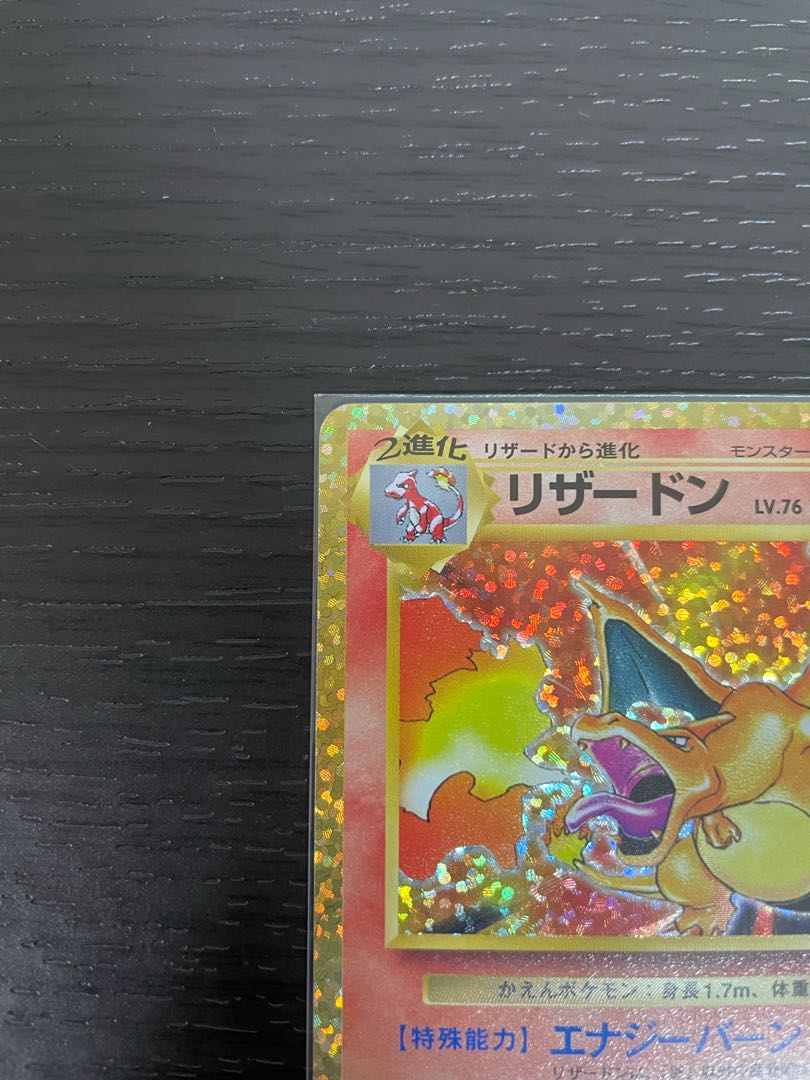 2進化
リザードから進化
モンスター
リザードン LV.76
かえんポケモン：身長1.7m、体重
【特殊能力】 エナジーバーン